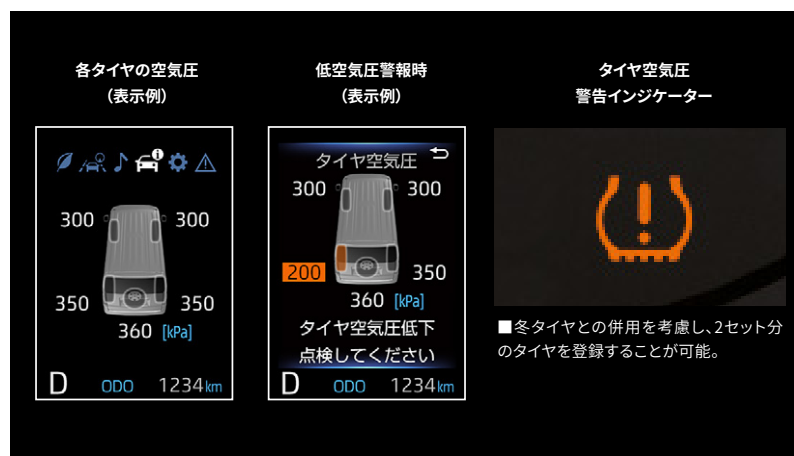 各タイヤの空気圧
（表示例）
300
300
350
350
360 [kPa]
D ODO 1234km
低空気圧警報時
（表示例）
タイヤ空気圧
300
300
200
350
360 [kPa]
タイヤ空気圧低下
点検してください
D ODO 1234km
タイヤ空気圧
警告インジケーター
■冬タイヤとの併用を考慮し、2セット分
のタイヤを登録することが可能。